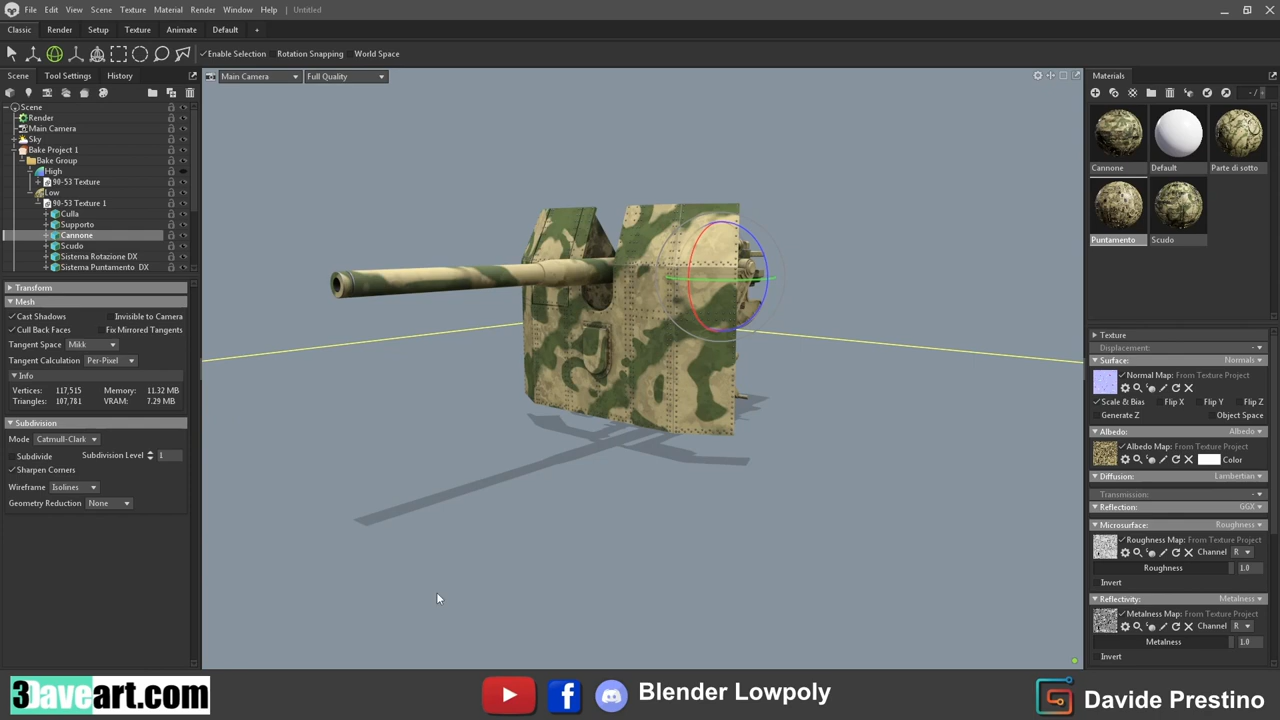 File Edit View Scene Texture Material Render Window Help Untitled
Classic Render Setup Texture Animate Default +
Enable Selection Rotation Snapping World Space
Scene Tool Settings History
Main Camera Full Quality
Materials
- /
Scene
Render
Main Camera
Sky
Bake Project 1
Bake Group
High
90-53 Texture
Low
90-53 Texture 1
Culla
Supporto
Cannone
Scudo
Sistema Rotazione DX
Sistema Puntamento DX
Transform
Mesh
Cast Shadows Invisible to Camera
Cull Back Faces Fix Mirrored Tangents
Tangent Space Mikk
Tangent Calculation Per-Pixel
Info
Vertices: 117,515 Memory: 11.32 MB
Triangles: 107,781 VRAM: 7.29 MB
Subdivision
Mode Catmull-Clark
Subdivide Subdivision Level 1
Sharpen Corners
Wireframe Isolines
Geometry Reduction None
Cannone Default Parte di sotto
Puntamento Scudo
Texture
Displacement: -
Surface: Normals
Normal Map: From Texture Project
Scale & Bias Flip X Flip Y Flip Z
Generate Z Object Space
Albedo: Albedo
Albedo Map: From Texture Project
Color
Diffusion: Lambertian
Transmission: -
Reflection: GGX
Microsurface: Roughness
Roughness Map: From Texture Project
Channel R
Roughness 1.0
Invert
Reflectivity: Metalness
Metalness Map: From Texture Project
Channel R
Metalness 1.0
Invert
3Daveart.com Blender Lowpoly Davide Prestino